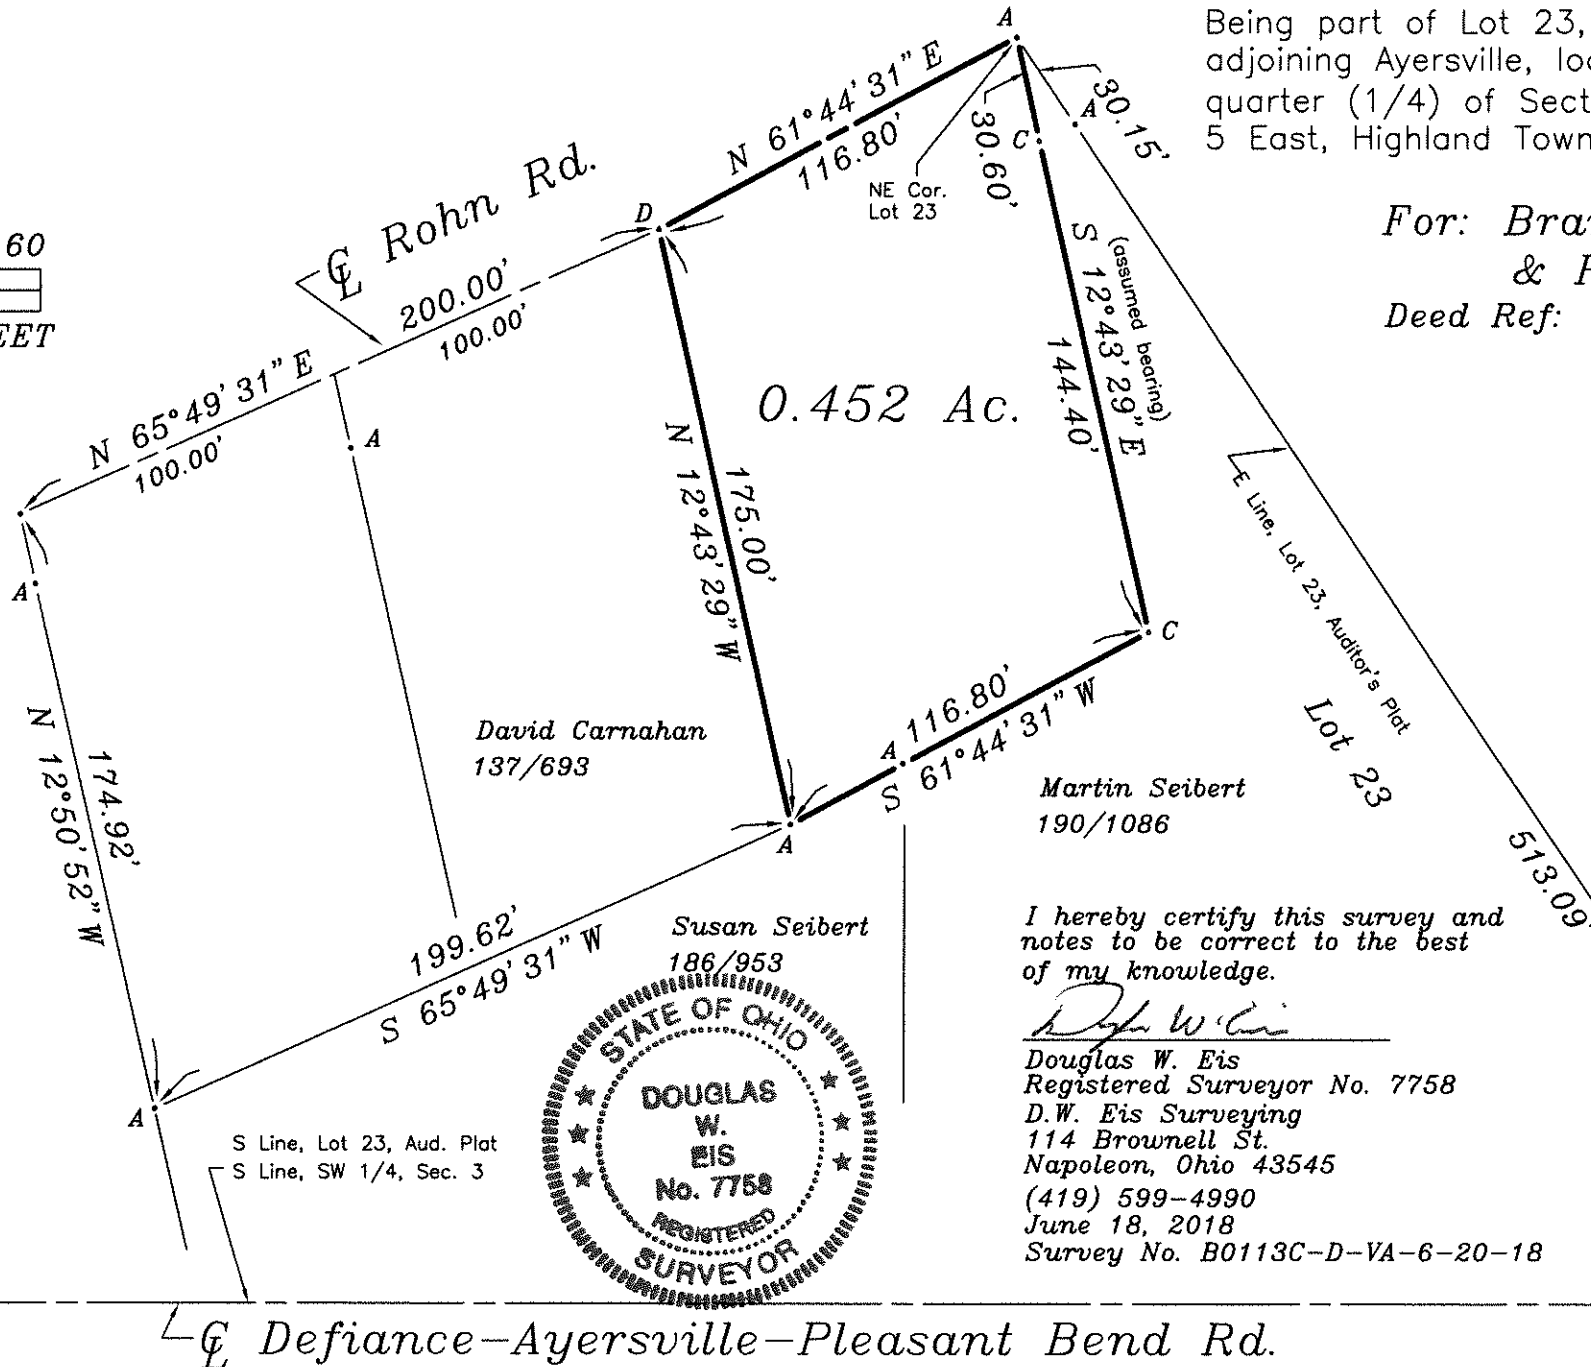 Being part of Lot 23,
adjoining Ayersville, loc
quarter (1/4) of Sect
5 East, Highland Town
For: Bra
& 
Deed Ref:
60
EET
℄ Rohn Rd.
N 61°44'31" E
116.80'
A
NE Cor.
Lot 23
30.60'
30.15'
A
C
D
200.00'
100.00'
N 65°49'31" E
100.00'
A
A
(assumed bearing)
S 12°43'29" E
144.40'
0.452 Ac.
175.00'
N 12°43'29" W
C
E Line, Lot 23, Auditor's Plat
Lot 23
513.09
116.80'
A
S 61°44'31" W
A
David Carnahan
137/693
Martin Seibert
190/1086
Susan Seibert
186/953
174.92'
N 12°50'52" W
199.62'
S 65°49'31" W
A
S Line, Lot 23, Aud. Plat
S Line, SW 1/4, Sec. 3
STATE OF OHIO
DOUGLAS
W.
EIS
No. 7758
REGISTERED
SURVEYOR
I hereby certify this survey and
notes to be correct to the best
of my knowledge.
Douglas W. Eis
Registered Surveyor No. 7758
D.W. Eis Surveying
114 Brownell St.
Napoleon, Ohio 43545
(419) 599-4990
June 18, 2018
Survey No. B0113C-D-VA-6-20-18
℄ Defiance-Ayersville-Pleasant Bend Rd.